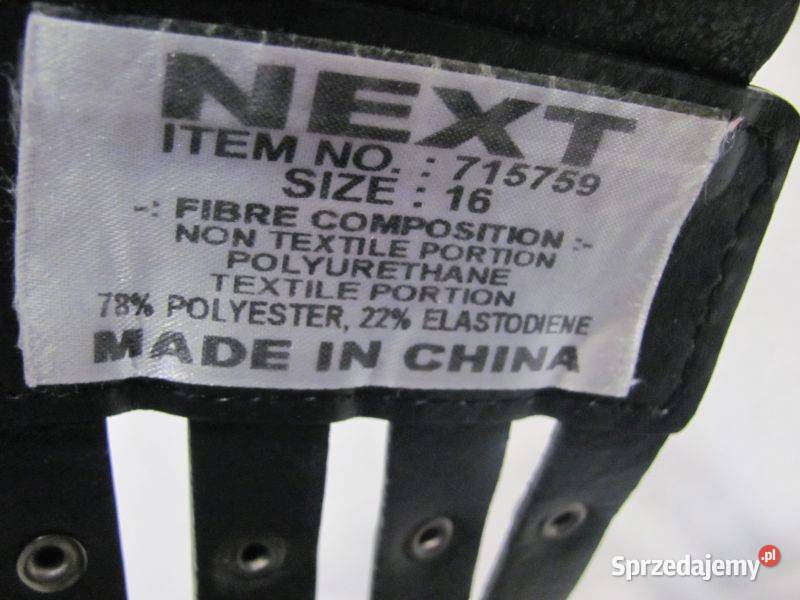 NEXT
ITEM NO. : 715759
SIZE : 16
-: FIBRE COMPOSITION :-
NON TEXTILE PORTION
POLYURETHANE
TEXTILE PORTION
78% POLYESTER, 22% ELASTODIENE
MADE IN CHINA
Sprzedajemy.pl